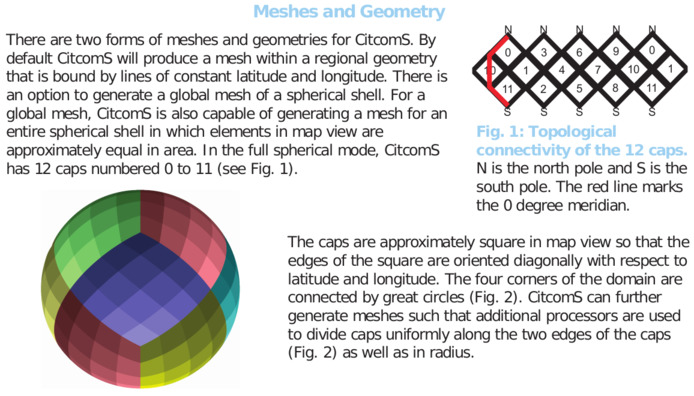 Meshes and Geometry
There are two forms of meshes and geometries for CitcomS. By
default CitcomS will produce a mesh within a regional geometry
that is bound by lines of constant latitude and longitude. There is
an option to generate a global mesh of a spherical shell. For a
global mesh, CitcomS is also capable of generating a mesh for an
entire spherical shell in which elements in map view are
approximately equal in area. In the full spherical mode, CitcomS
has 12 caps numbered 0 to 11 (see Fig. 1).
N N N N N
0 3 6 9 0
10 1 4 7 10 1
11 2 5 8 11
S S S S S
Fig. 1: Topological
connectivity of the 12 caps.
N is the north pole and S is the
south pole. The red line marks
the 0 degree meridian.
The caps are approximately square in map view so that the
edges of the square are oriented diagonally with respect to
latitude and longitude. The four corners of the domain are
connected by great circles (Fig. 2). CitcomS can further
generate meshes such that additional processors are used
to divide caps uniformly along the two edges of the caps
(Fig. 2) as well as in radius.